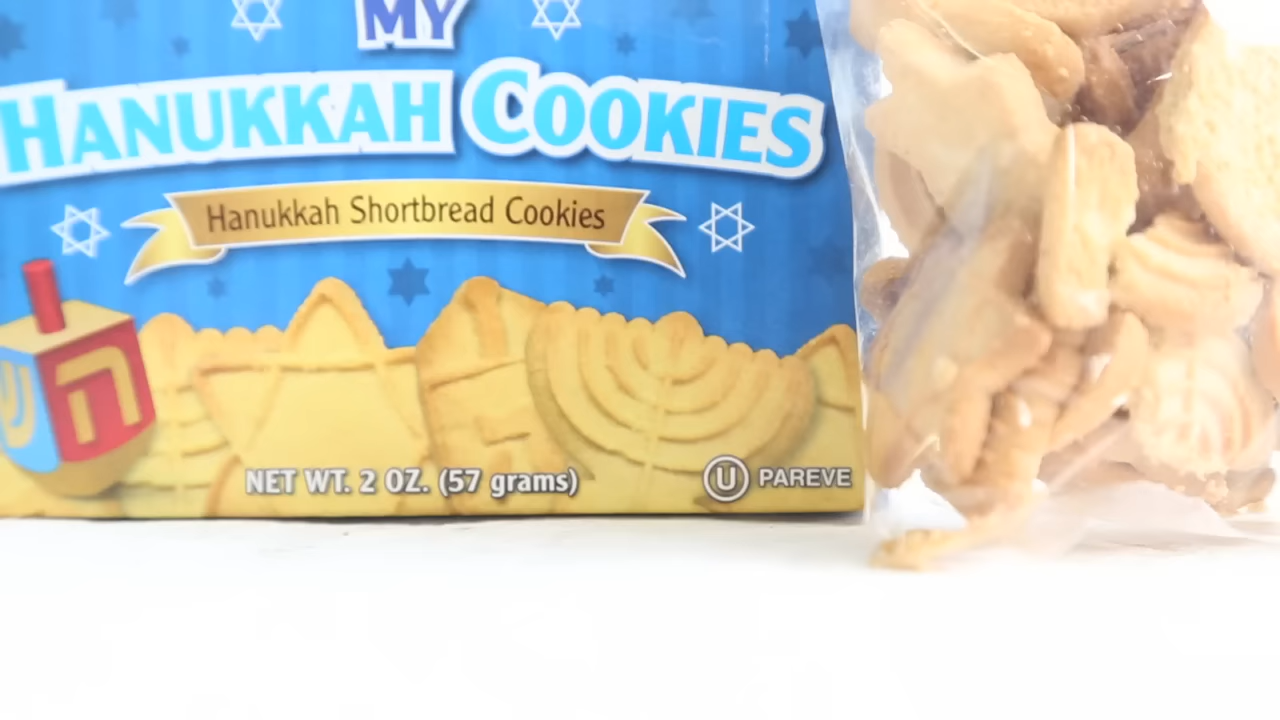 MY
HANUKKAH COOKIES
Hanukkah Shortbread Cookies
ש ה
NET WT. 2 OZ. (57 grams)
U PAREVE